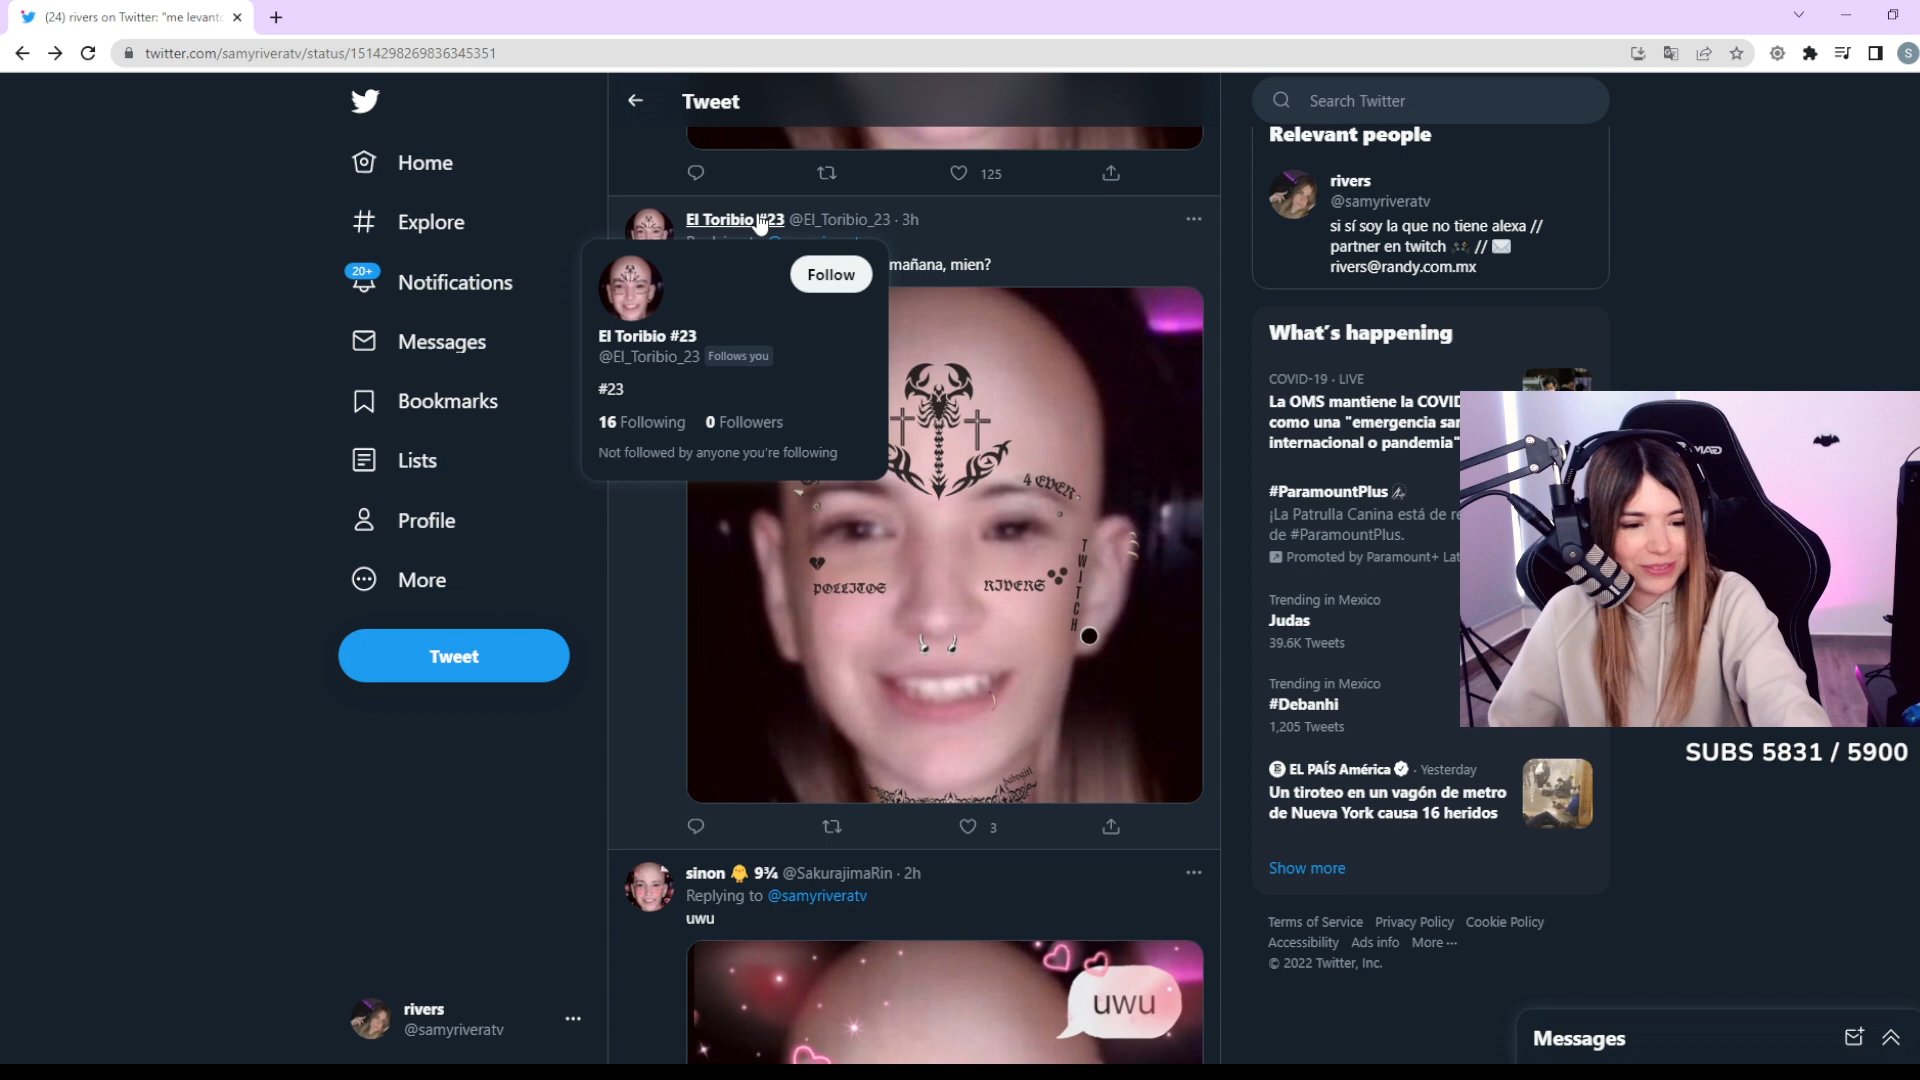 (24) rivers on Twitter: "me levant
twitter.com/samyriveratv/status/1514298269836345351
S
Home
Explore
20+
Notifications
Messages
Bookmarks
Lists
Profile
More
Tweet
rivers
@samyriveratv
Tweet
125
El Toribio #23 @El_Toribio_23 · 3h
mañana, mien?
Follow
El Toribio #23
@El_Toribio_23 Follows you
#23
16 Following 0 Followers
Not followed by anyone you're following
4 EVER
TWITCH
POLLITOS
RIVERS
babygirl
3
sinon 9¾ @SakurajimaRin · 2h
Replying to @samyriveratv
uwu
uwu
Search Twitter
Relevant people
rivers
@samyriveratv
si sí soy la que no tiene alexa //
partner en twitch //
rivers@randy.com.mx
What's happening
COVID-19 · LIVE
La OMS mantiene la COVID
como una "emergencia sa
internacional o pandemia"
#ParamountPlus
¡La Patrulla Canina está de re
de #ParamountPlus.
Promoted by Paramount+ Lat
Trending in Mexico
Judas
39.6K Tweets
Trending in Mexico
#Debanhi
1,205 Tweets
EL PAÍS América · Yesterday
Un tiroteo en un vagón de metro
de Nueva York causa 16 heridos
Show more
Terms of Service Privacy Policy Cookie Policy
Accessibility Ads info More ···
© 2022 Twitter, Inc.
SUBS 5831 / 5900
Messages